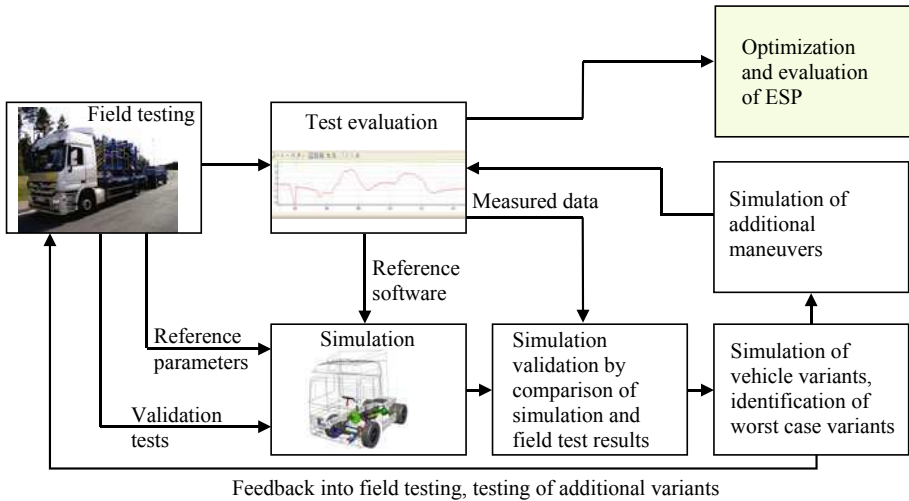 Field testing
Test evaluation
Optimization
and evaluation
of ESP
Measured data
Simulation of
additional
maneuvers
Reference
software
Reference
parameters
Validation
tests
Simulation
Simulation
validation by
comparison of
simulation and
field test results
Simulation of
vehicle variants,
identification of
worst case variants
Feedback into field testing, testing of additional variants